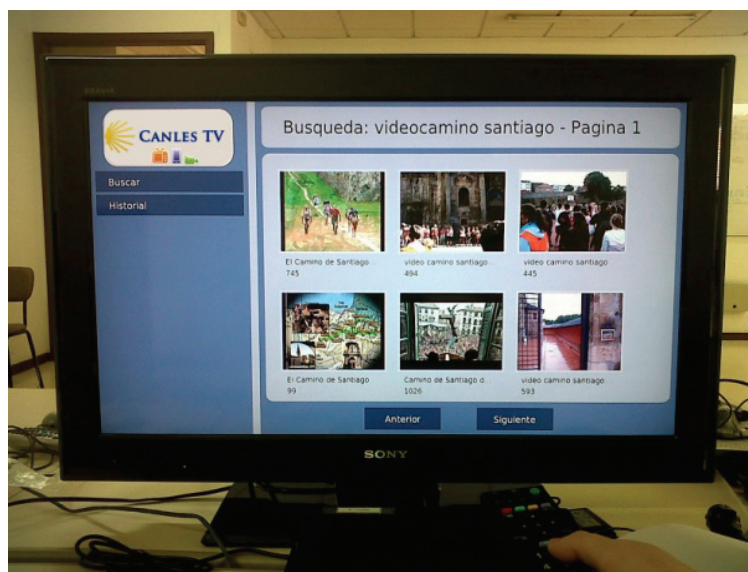 BRAVIA
CANLES TV
Buscar
Historial
Busqueda: videocamino santiago - Pagina 1
El Camino de Santiago...
745
video camino santiago...
494
video camino santiago
445
El Camino de Santiago
99
Camino de Santiago d...
1026
video camino santiago
593
Anterior
Siguiente
SONY